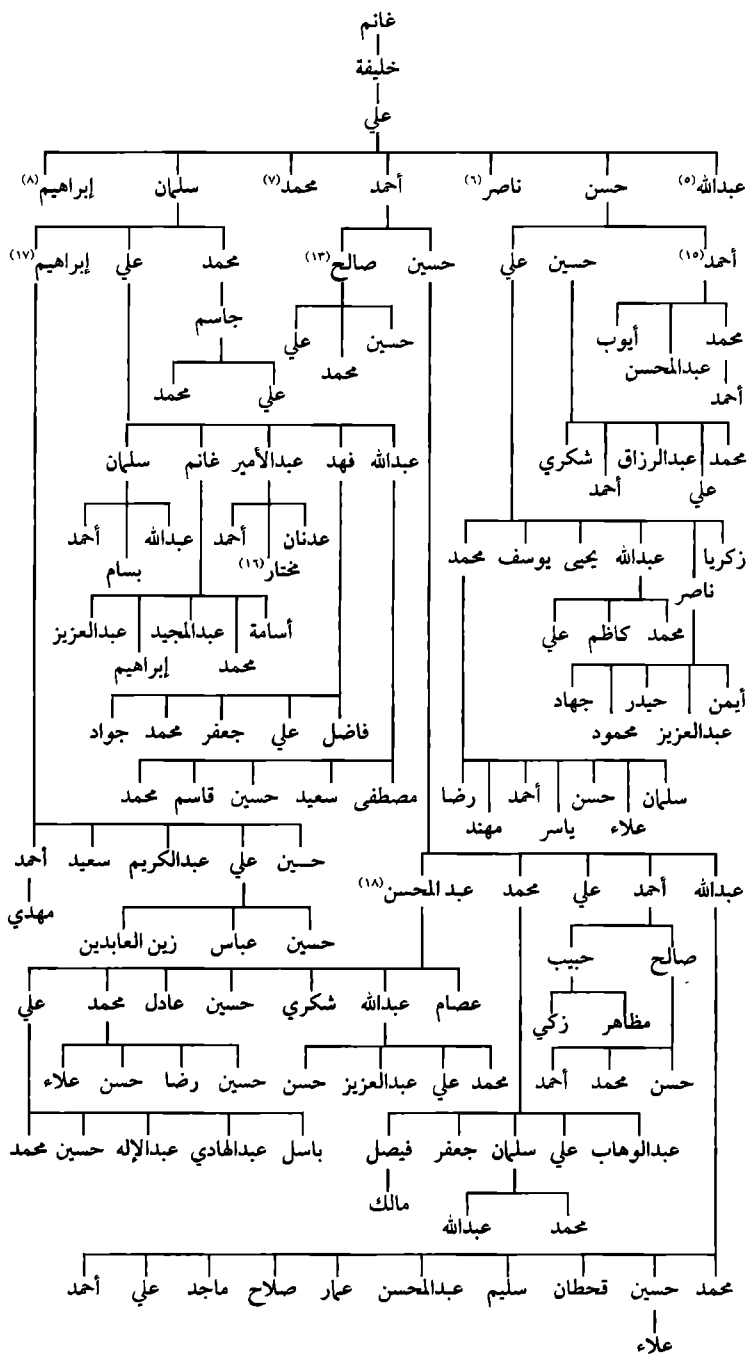 غانم
خليفة
علي
عبدالله (٥) حسن ناصر (٦) أحمد محمد (٧) سلمان إبراهيم (٨)
أحمد (١٥) حسين علي حسين صالح (١٣) محمد علي إبراهيم (١٧)
محمد عبدالمحسن أيوب
أحمد
حسين محمد علي
جاسم
علي محمد
محمد علي عبدالرزاق أحمد شكري
عبدالله فهد عبدالأمير غانم سلمان
زكريا ناصر عبدالله يحيى يوسف محمد
عدنان مختار (١٦) أحمد
عبدالله بسام أحمد
محمد كاظم علي
أسامة محمد عبدالمجيد إبراهيم عبدالعزيز
أيمن عبدالعزيز حيدر محمود جهاد
فاضل علي جعفر محمد جواد
سلمان علاء حسن ياسر أحمد مهند رضا
مصطفى سعيد حسين قاسم محمد
حسين علي عبدالكريم سعيد أحمد
مهدي
عبدالله أحمد علي محمد عبد المحسن (١٨)
حسين عباس زين العابدين
صالح حبيب
مظاهر زكي
عصام عبدالله شكري حسين عادل محمد علي
حسن محمد أحمد
محمد علي عبدالعزيز حسن
حسين رضا حسن علاء
عبدالوهاب علي سلمان جعفر فيصل
باسل عبدالهادي عبدالإله حسين محمد
مالك
محمد عبدالله
محمد حسين قحطان سليم عبدالمحسن عمار صلاح ماجد علي أحمد
علاء